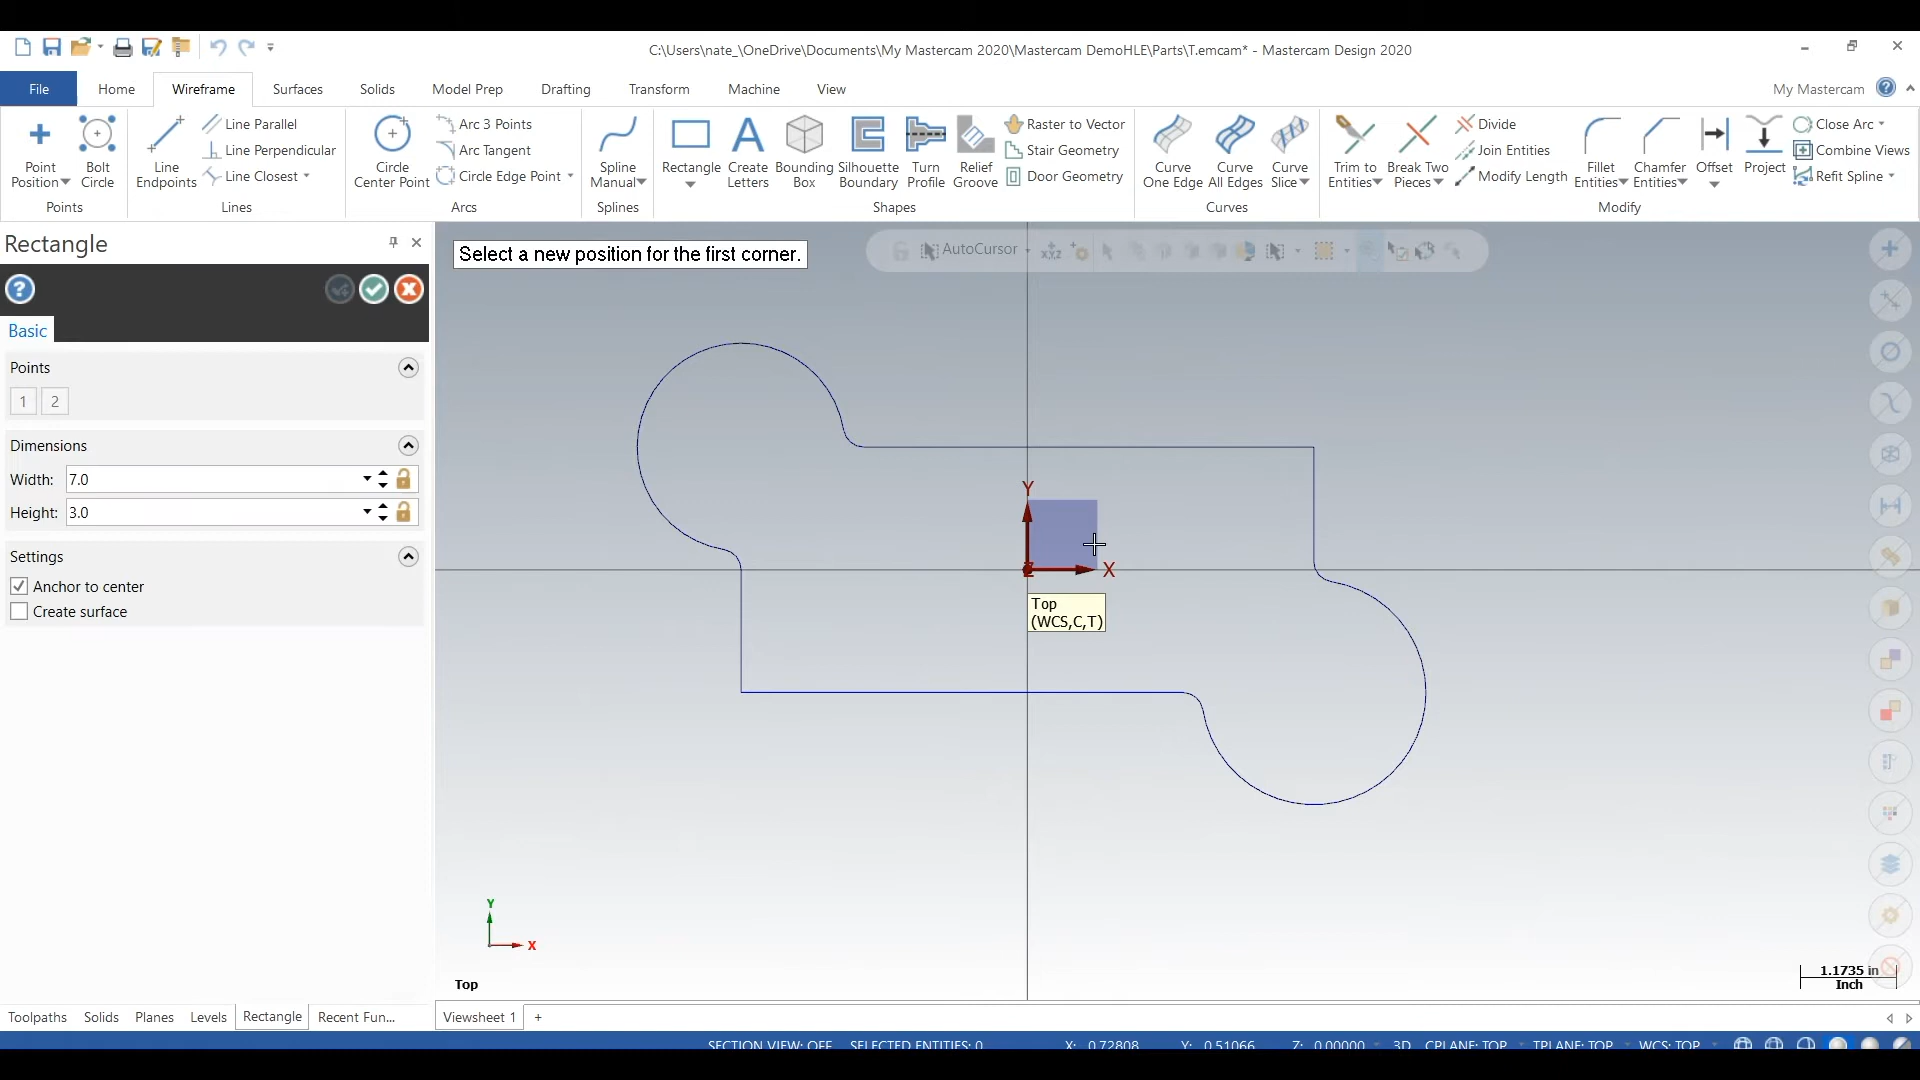 C:\Users\nate_\OneDrive\Documents\My Mastercam 2020\Mastercam DemoHLE\Parts\T.emcam* - Mastercam Design 2020
File Home Wireframe Surfaces Solids Model Prep Drafting Transform Machine View My Mastercam
Point Position
Bolt Circle
Points
Line Endpoints
Line Parallel
Line Perpendicular
Line Closest
Lines
Circle Center Point
Arc 3 Points
Arc Tangent
Circle Edge Point
Arcs
Spline Manual
Splines
Rectangle
Create Letters
Bounding Box
Silhouette Boundary
Turn Profile
Relief Groove
Raster to Vector
Stair Geometry
Door Geometry
Shapes
Curve One Edge
Curve All Edges
Curve Slice
Curves
Trim to Entities
Break Two Pieces
Divide
Join Entities
Modify Length
Fillet Entities
Chamfer Entities
Offset
Project
Close Arc
Combine Views
Refit Spline
Modify
Rectangle
Basic
Points
1 2
Dimensions
Width: 7.0
Height: 3.0
Settings
Anchor to center
Create surface
Select a new position for the first corner.
AutoCursor
Y
Z X
Top
(WCS,C,T)
Y
X
Top
1.1735 in
Inch
Toolpaths Solids Planes Levels Rectangle Recent Fun...
Viewsheet 1 +
SECTION VIEW: OFF SELECTED ENTITIES: 0 X: 0.72808 Y: 0.51066 Z: 0.00000 3D CPLANE: TOP TPLANE: TOP WCS: TOP